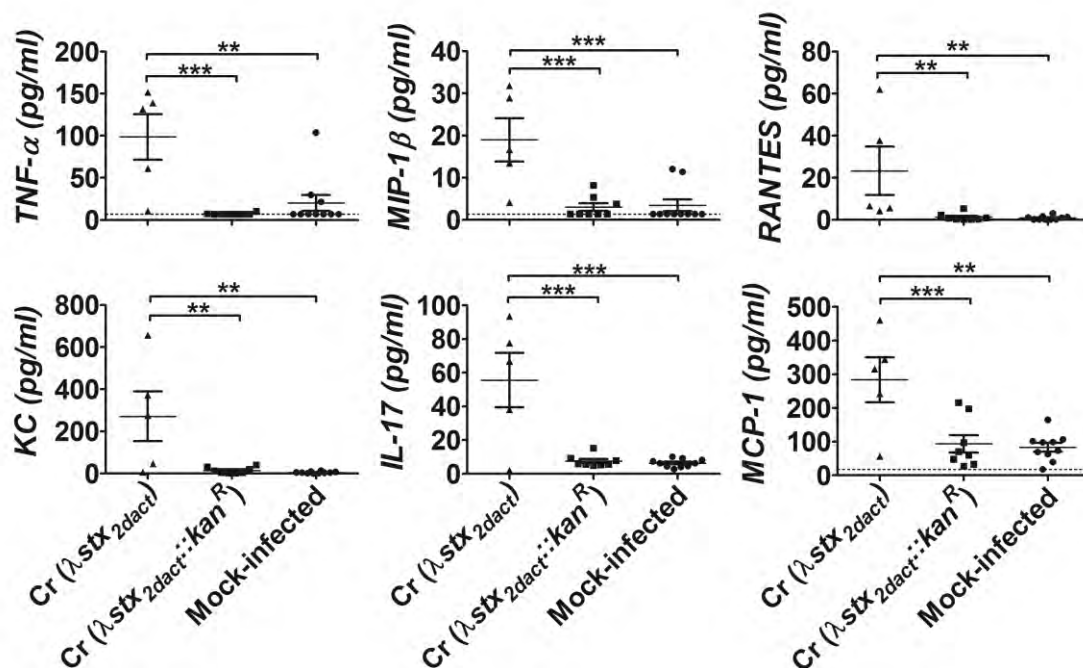 TNF-α (pg/ml)
200
150
100
50
0
**
***
MIP-1β (pg/ml)
40
30
20
10
0
***
***
RANTES (pg/ml)
80
60
40
20
0
**
**
KC (pg/ml)
800
600
400
200
0
**
**
IL-17 (pg/ml)
100
80
60
40
20
0
***
***
MCP-1 (pg/ml)
500
400
300
200
100
0
**
***
Cr (λstx2dact)
Cr (λstx2dact::kanR)
Mock-infected
Cr (λstx2dact)
Cr (λstx2dact::kanR)
Mock-infected
Cr (λstx2dact)
Cr (λstx2dact::kanR)
Mock-infected